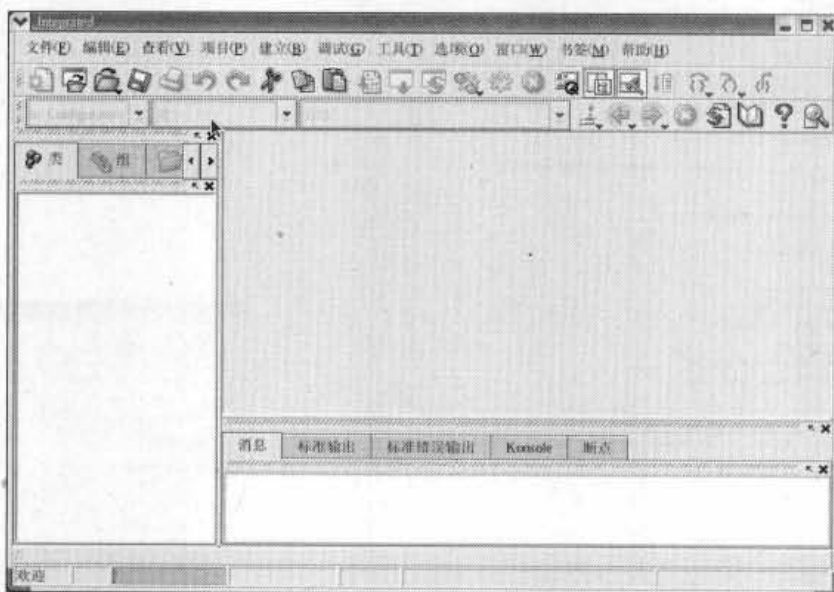 文件(F) 编辑(E) 查看(V) 项目(P) 建立(B) 调试(G) 工具(T) 选项(O) 窗口(W) 书签(M) 帮助(H)
类 组
消息 标准输出 标准错误输出 Konsole 断点
欢迎